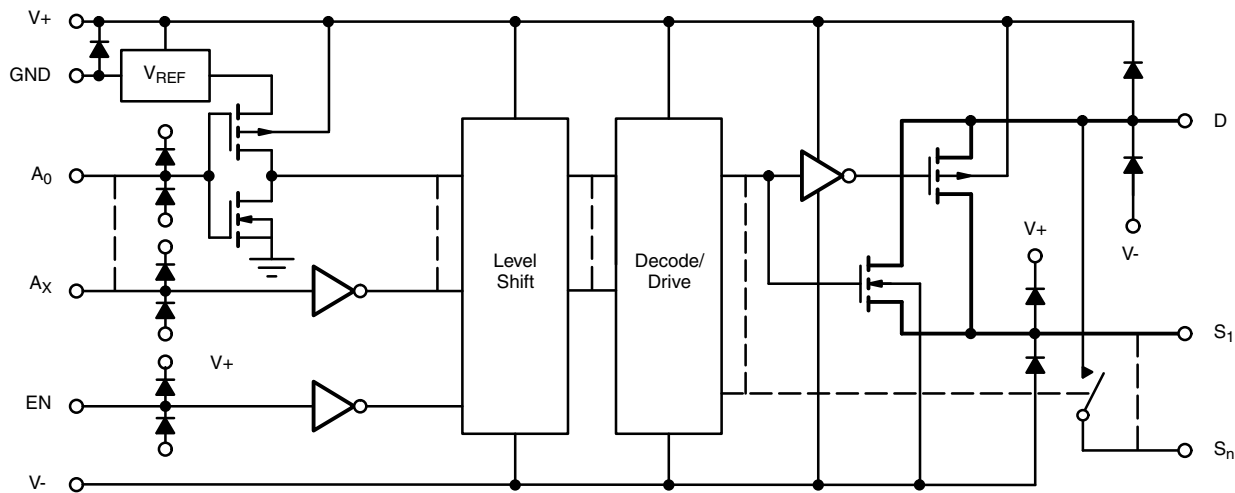 V+
GND
VREF
A0
AX
Level
Shift
Decode/
Drive
V+
EN
V-
D
V-
V+
S1
Sn